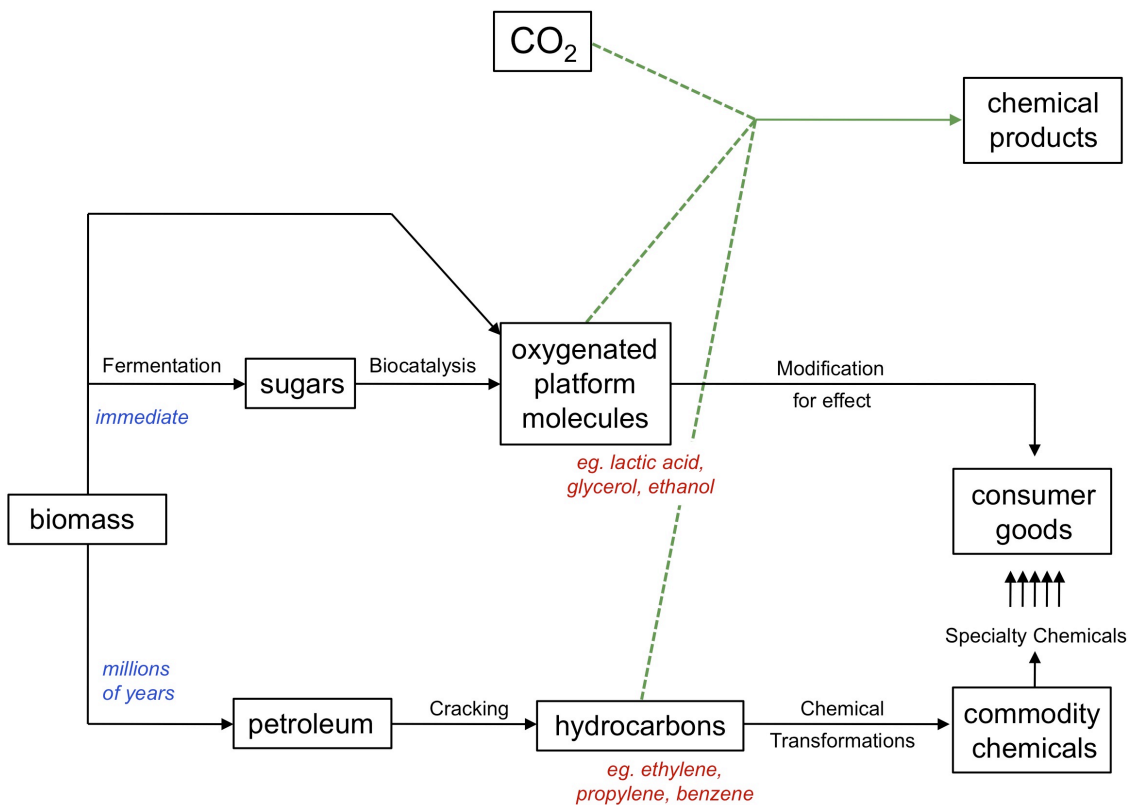 CO2
chemical
products
Fermentation
immediate
sugars
Biocatalysis
oxygenated
platform
molecules
eg. lactic acid,
glycerol, ethanol
Modification
for effect
biomass
consumer
goods
Specialty Chemicals
millions
of years
petroleum
Cracking
hydrocarbons
eg. ethylene,
propylene, benzene
Chemical
Transformations
commodity
chemicals